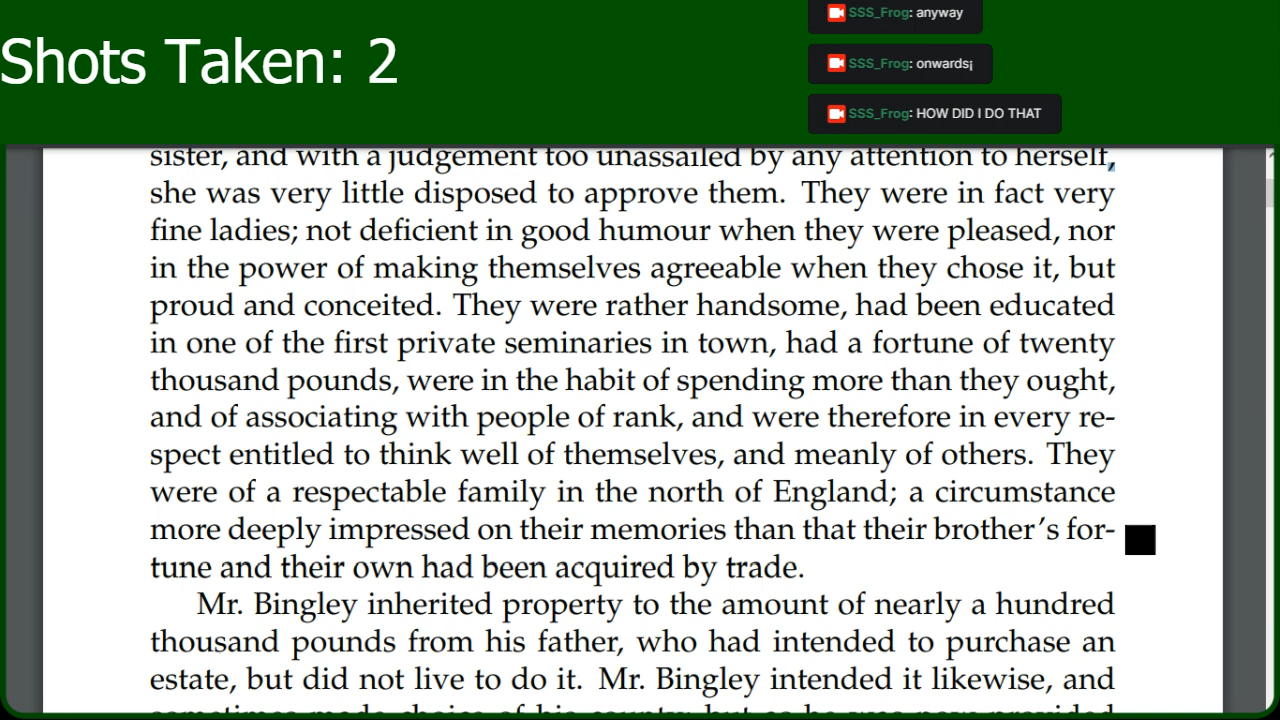 Shots Taken: 2
SSS_Frog: anyway
SSS_Frog: onwards¡
SSS_Frog: HOW DID I DO THAT
sister, and with a judgement too unassailed by any attention to herself,
she was very little disposed to approve them. They were in fact very
fine ladies; not deficient in good humour when they were pleased, nor
in the power of making themselves agreeable when they chose it, but
proud and conceited. They were rather handsome, had been educated
in one of the first private seminaries in town, had a fortune of twenty
thousand pounds, were in the habit of spending more than they ought,
and of associating with people of rank, and were therefore in every re-
spect entitled to think well of themselves, and meanly of others. They
were of a respectable family in the north of England; a circumstance
more deeply impressed on their memories than that their brother's for-
tune and their own had been acquired by trade.
Mr. Bingley inherited property to the amount of nearly a hundred
thousand pounds from his father, who had intended to purchase an
estate, but did not live to do it. Mr. Bingley intended it likewise, and